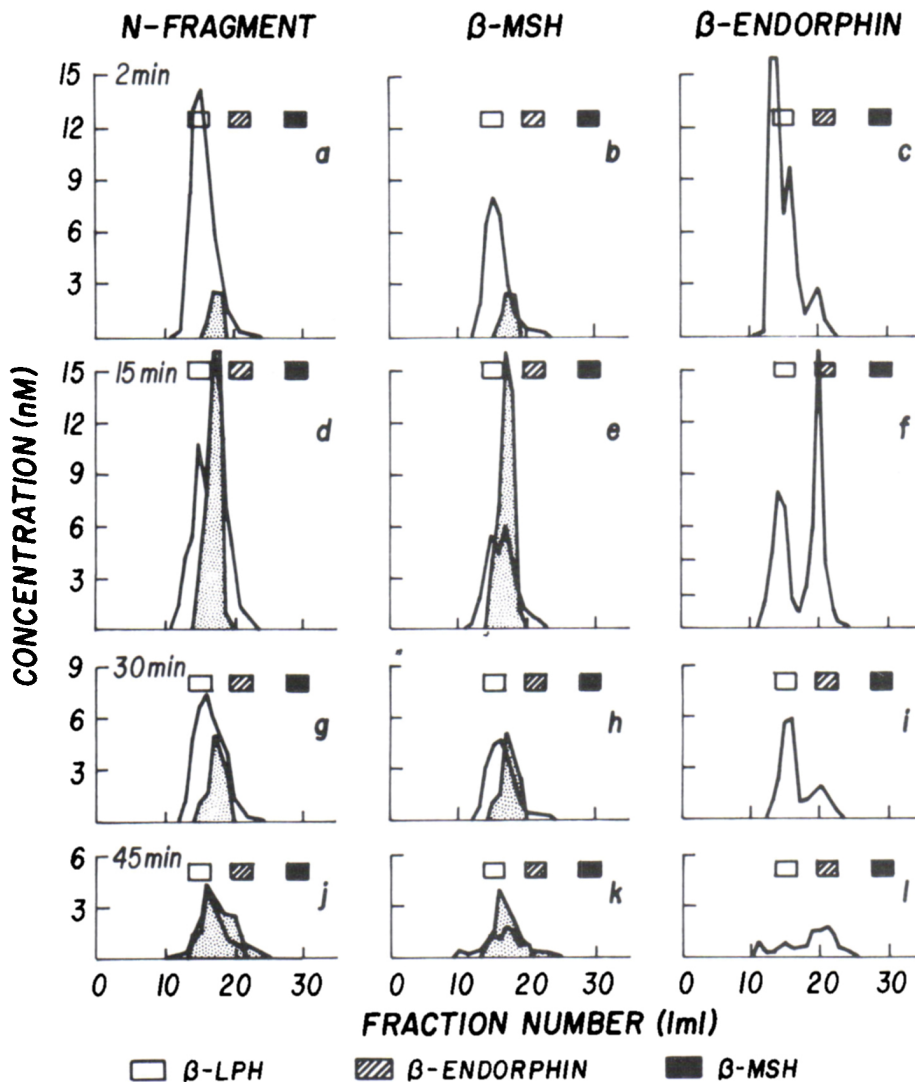 N-FRAGMENT β-MSH β-ENDORPHIN
15 2min
12
a b c
9
6
3
15 15min
12
d e f
9
6
3
9 30min
6
g h i
3
6 45min
3
j k l
0 10 20 30 0 10 20 30 0 10 20 30
CONCENTRATION (nM)
FRACTION NUMBER (1ml)
β-LPH β-ENDORPHIN β-MSH